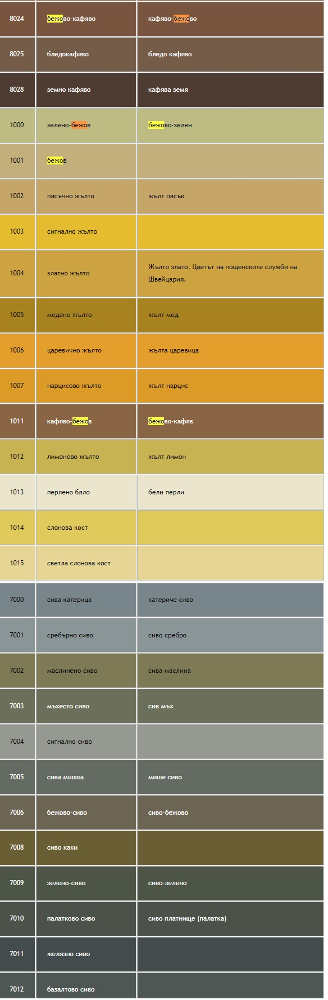 8024 бежово-кафяво кафяво-бежово
8025 бледокафяво бледо кафяво
8028 земно кафяво кафява земя
1000 зелено-бежов бежово-зелен
1001 бежов
1002 пясъчно жълто жълт пясък
1003 сигнално жълто
1004 златно жълто Жълто злато. Цветът на пощенските служби на
Швейцария.
1005 медено жълто жълт мед
1006 царевично жълто жълта царевица
1007 нарцисово жълто жълт нарцис
1011 кафяво-бежов бежово-кафяв
1012 лимоново жълто жълт лимон
1013 перлено бяло бели перли
1014 слонова кост
1015 светла слонова кост
7000 сива катерица катериче сиво
7001 сребърно сиво сиво сребро
7002 маслинено сиво сива маслина
7003 мъхесто сиво сив мъх
7004 сигнално сиво
7005 сива мишка мише сиво
7006 бежово-сиво сиво-бежово
7008 сиво каки
7009 зелено-сиво сиво-зелено
7010 палатково сиво сиво платнище (палатка)
7011 желязно сиво
7012 базалтово сиво